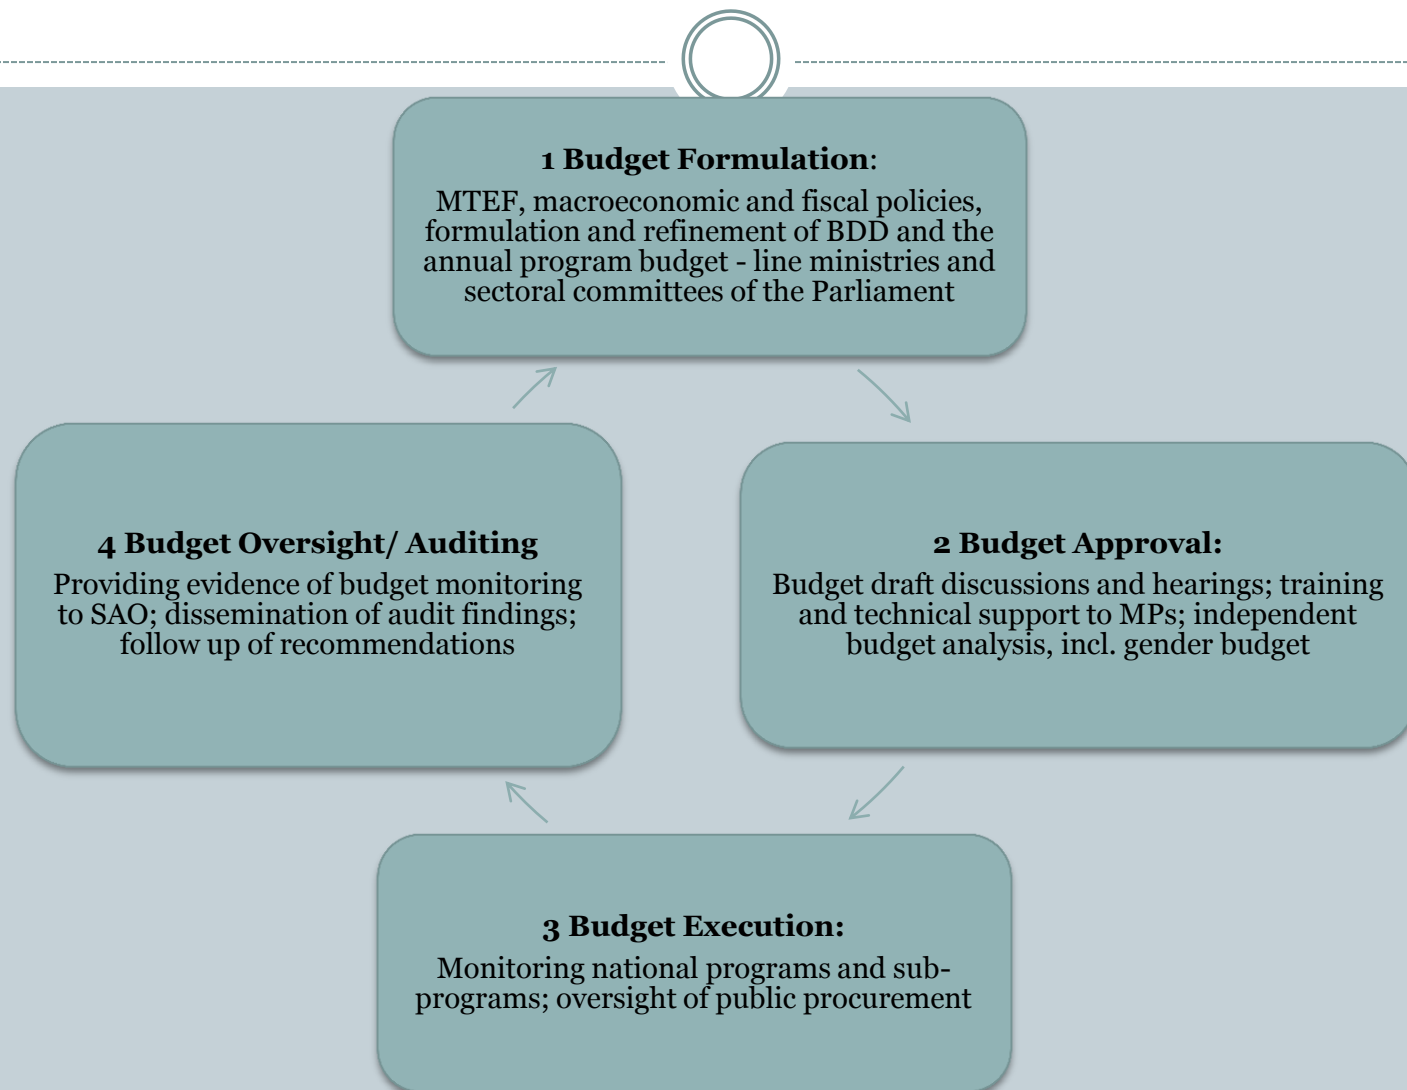 1 Budget Formulation:
MTEF, macroeconomic and fiscal policies,
formulation and refinement of BDD and the
annual program budget - line ministries and
sectoral committees of the Parliament
2 Budget Approval:
Budget draft discussions and hearings; training
and technical support to MPs; independent
budget analysis, incl. gender budget
3 Budget Execution:
Monitoring national programs and sub-
programs; oversight of public procurement
4 Budget Oversight/ Auditing
Providing evidence of budget monitoring
to SAO; dissemination of audit findings;
follow up of recommendations